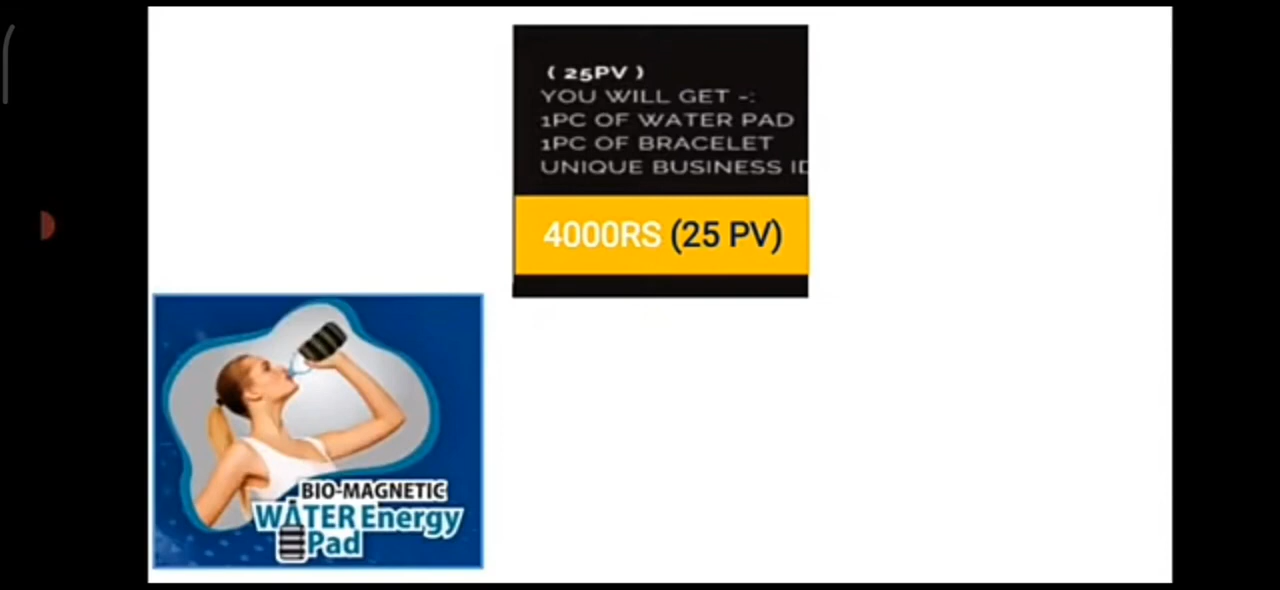 ( 25PV )
YOU WILL GET -:
1PC OF WATER PAD
1PC OF BRACELET
UNIQUE BUSINESS ID
4000RS (25 PV)
BIO-MAGNETIC
WATER Energy
Pad